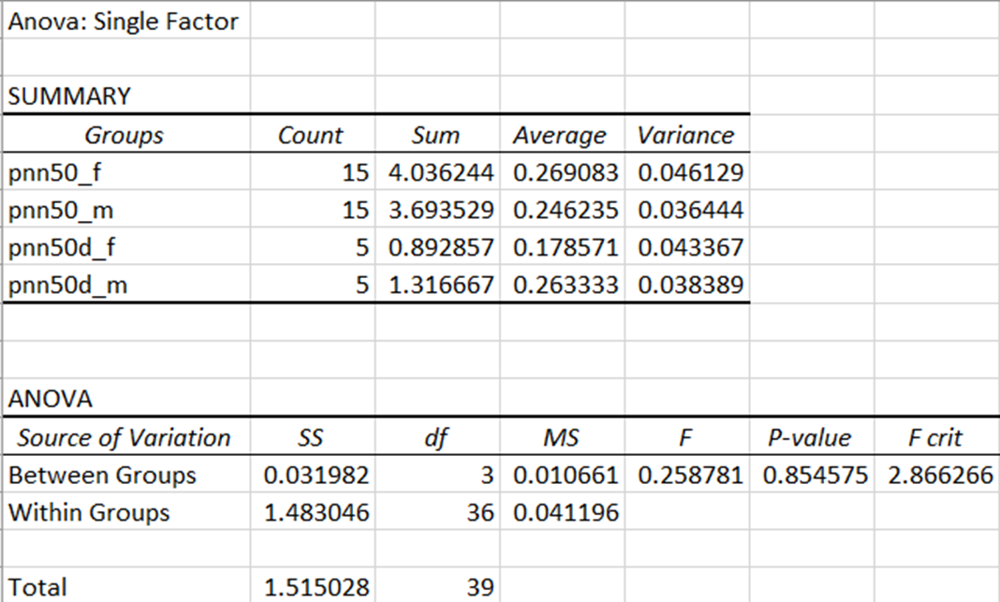 Anova: Single Factor
SUMMARY
Groups Count Sum Average Variance
pnn50_f 15 4.036244 0.269083 0.046129
pnn50_m 15 3.693529 0.246235 0.036444
pnn50d_f 5 0.892857 0.178571 0.043367
pnn50d_m 5 1.316667 0.263333 0.038389
ANOVA
Source of Variation SS df MS F P-value F crit
Between Groups 0.031982 3 0.010661 0.258781 0.854575 2.866266
Within Groups 1.483046 36 0.041196
Total 1.515028 39